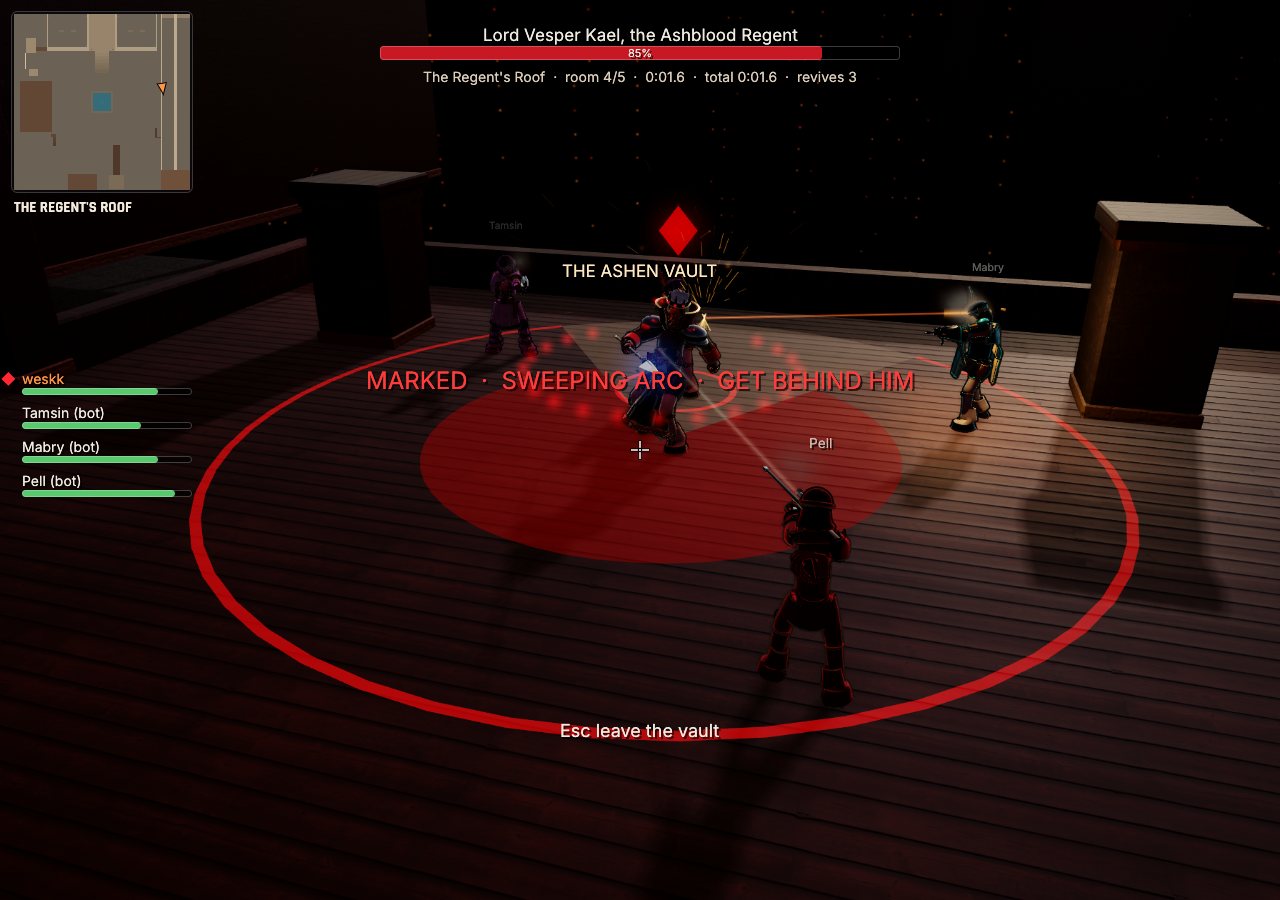 Lord Vesper Kael, the Ashblood Regent
85%
The Regent's Roof · room 4/5 · 0:01.6 · total 0:01.6 · revives 3
THE REGENT'S ROOF
Tamsin
THE ASHEN VAULT
Mabry
MARKED · SWEEPING ARC · GET BEHIND HIM
weskk
Tamsin (bot)
Mabry (bot)
Pell (bot)
Pell
Esc leave the vault